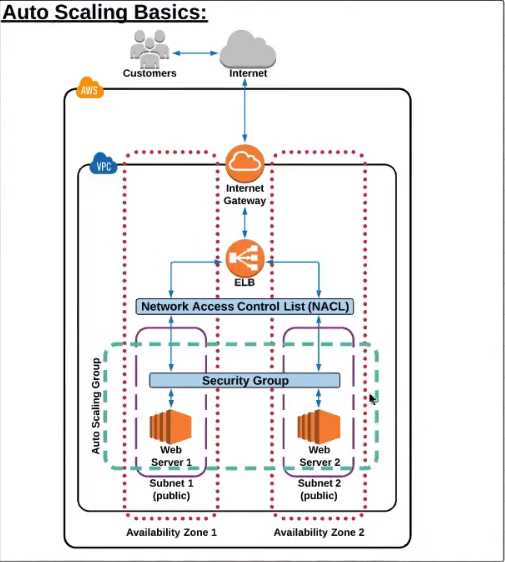 Auto Scaling Basics:
Customers
Internet
AWS
VPC
Internet
Gateway
ELB
Network Access Control List (NACL)
Auto Scaling Group
Security Group
Web
Server 1
Web
Server 2
Subnet 1
(public)
Subnet 2
(public)
Availability Zone 1
Availability Zone 2